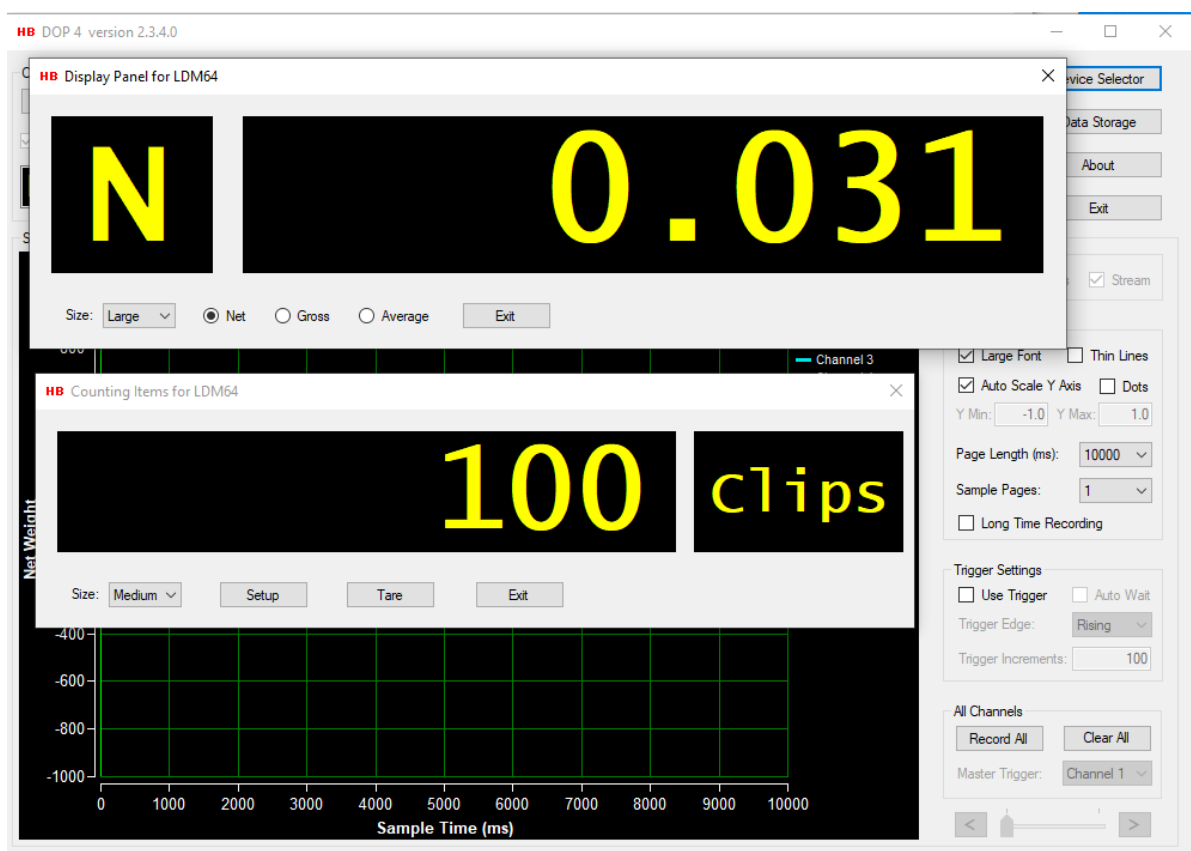 HB DOP 4 version 2.3.4.0
HB Display Panel for LDM64
N 0.031
Size: Large Net Gross Average Exit
Device Selector
Data Storage
About
Exit
Stream
Channel 3
HB Counting Items for LDM64
100 Clips
Size: Medium Setup Tare Exit
Net Weight
-400
-600
-800
-1000
0 1000 2000 3000 4000 5000 6000 7000 8000 9000 10000
Sample Time (ms)
Large Font Thin Lines
Auto Scale Y Axis Dots
Y Min: -1.0 Y Max: 1.0
Page Length (ms): 10000
Sample Pages: 1
Long Time Recording
Trigger Settings
Use Trigger Auto Wait
Trigger Edge: Rising
Trigger Increments: 100
All Channels
Record All Clear All
Master Trigger: Channel 1
< >